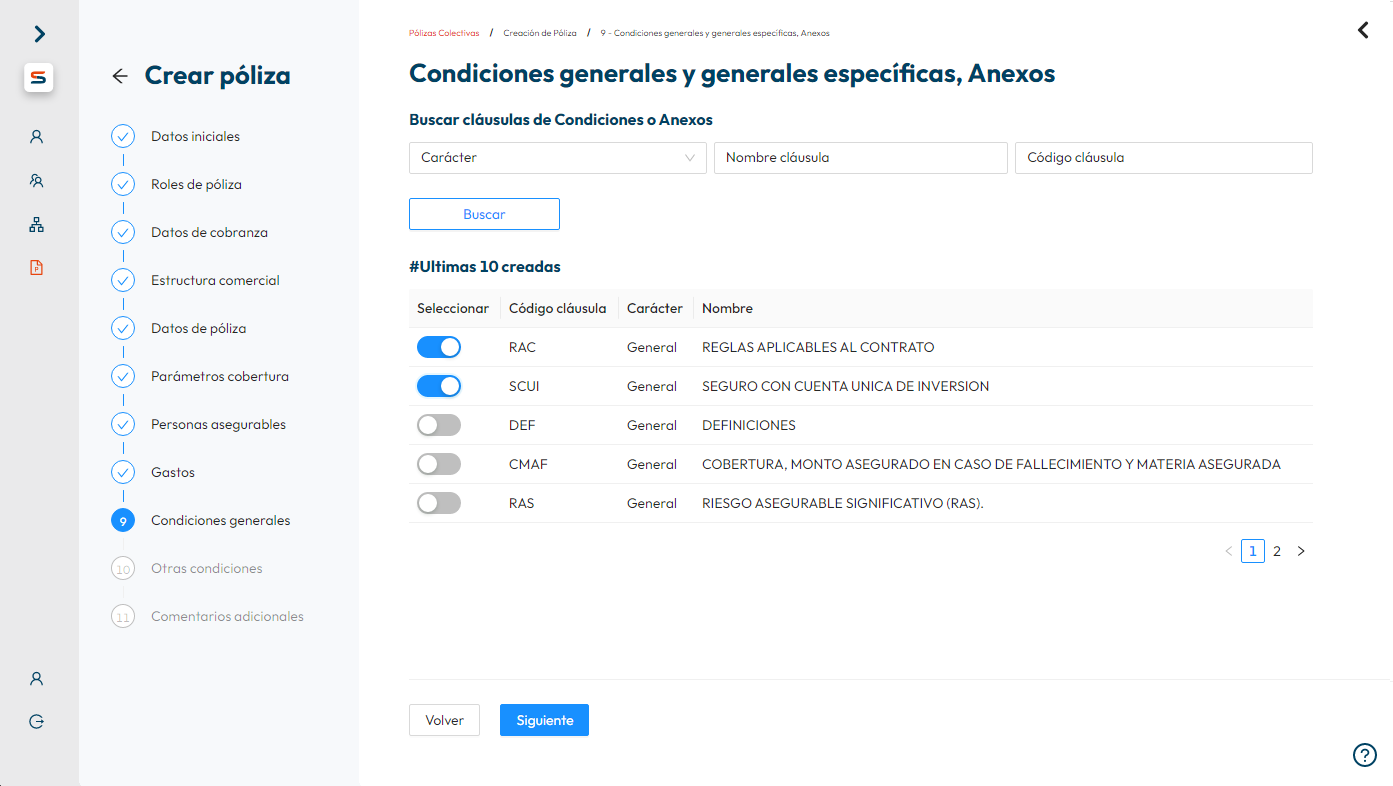 Pólizas Colectivas / Creación de Póliza / 9 - Condiciones generales y generales específicas, Anexos
Crear póliza
Datos iniciales
Roles de póliza
Datos de cobranza
Estructura comercial
Datos de póliza
Parámetros cobertura
Personas asegurables
Gastos
9 Condiciones generales
10 Otras condiciones
11 Comentarios adicionales
Condiciones generales y generales específicas, Anexos
Buscar cláusulas de Condiciones o Anexos
Carácter Nombre cláusula Código cláusula
Buscar
#Ultimas 10 creadas
Seleccionar Código cláusula Carácter Nombre
RAC General REGLAS APLICABLES AL CONTRATO
SCUI General SEGURO CON CUENTA UNICA DE INVERSION
DEF General DEFINICIONES
CMAF General COBERTURA, MONTO ASEGURADO EN CASO DE FALLECIMIENTO Y MATERIA ASEGURADA
RAS General RIESGO ASEGURABLE SIGNIFICATIVO (RAS).
< 1 2 >
Volver Siguiente